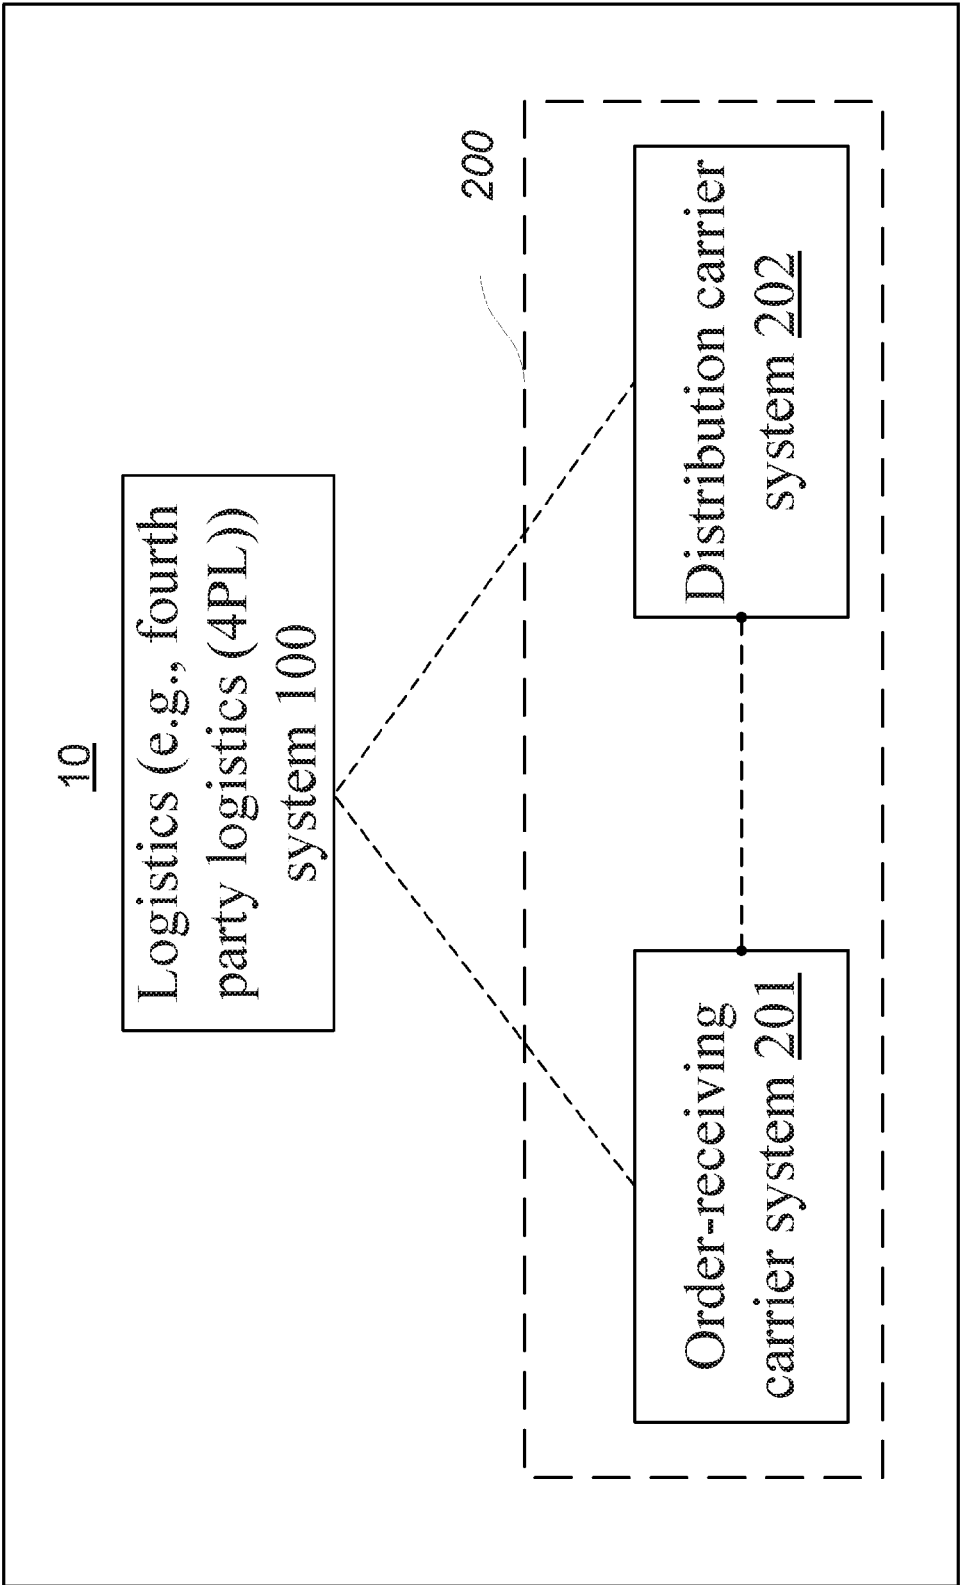 10
Logistics (e.g., fourth
party logistics (4PL))
system 100
200
Order-receiving
carrier system 201
Distribution carrier
system 202